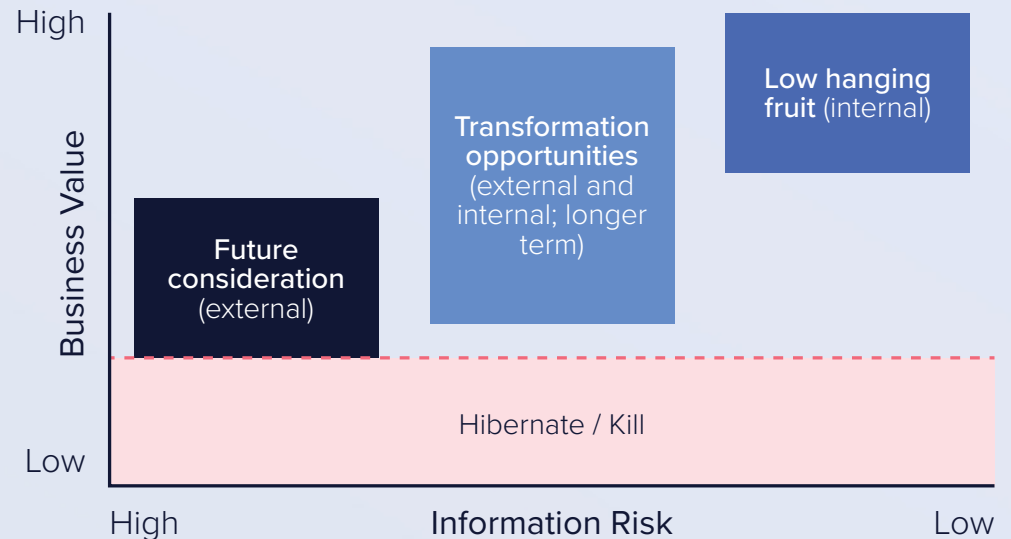 High
Business Value
Low hanging
fruit (internal)
Transformation
opportunities
(external and
internal; longer
term)
Future
consideration
(external)
Hibernate / Kill
Low
High
Information Risk
Low